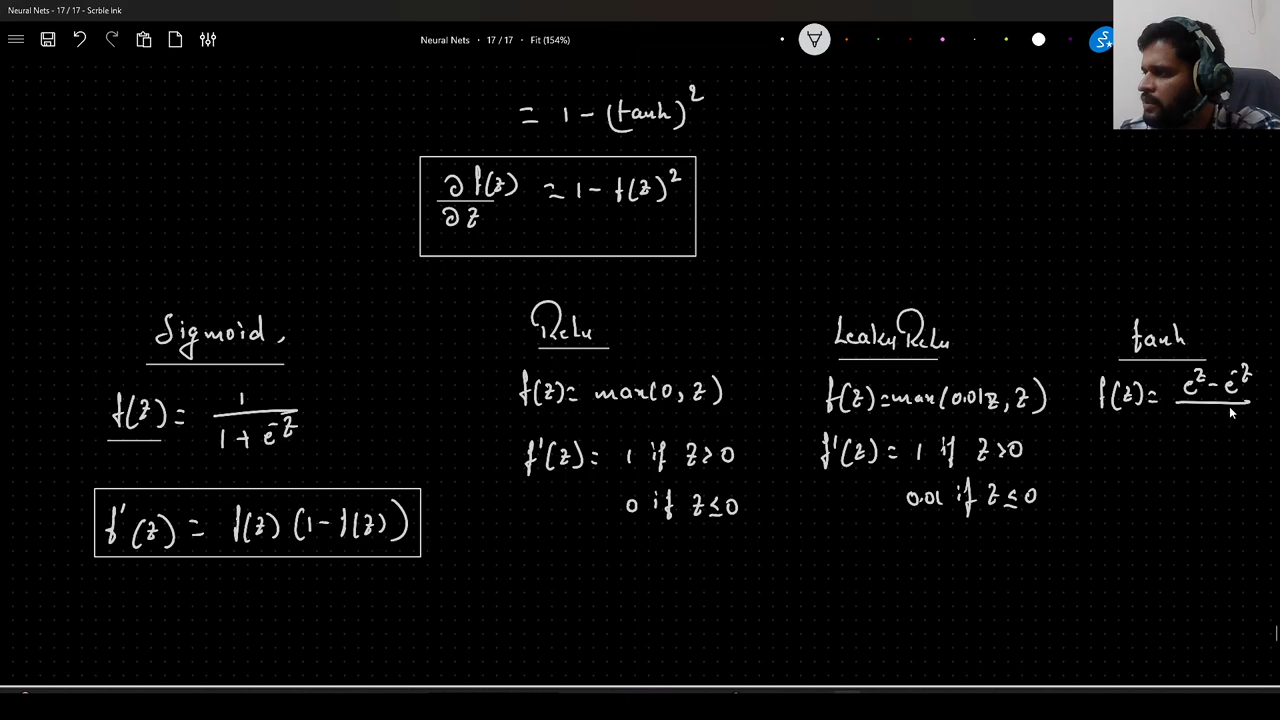 Neural Nets - 17 / 17 - Scrble Ink
Neural Nets • 17 / 17 • Fit (154%)
= 1 - (tanh)²
∂f(z)/∂z = 1 - f(z)²
Sigmoid,
f(z) = 1/(1 + e^-z)
f'(z) = f(z) (1 - f(z))
Relu
f(z) = max(0, z)
f'(z) = 1 if z > 0
0 if z ≤ 0
Leaky Relu
f(z) = max(0.01z, z)
f'(z) = 1 if z > 0
0.01 if z ≤ 0
tanh
f(z) = e^z - e^-z